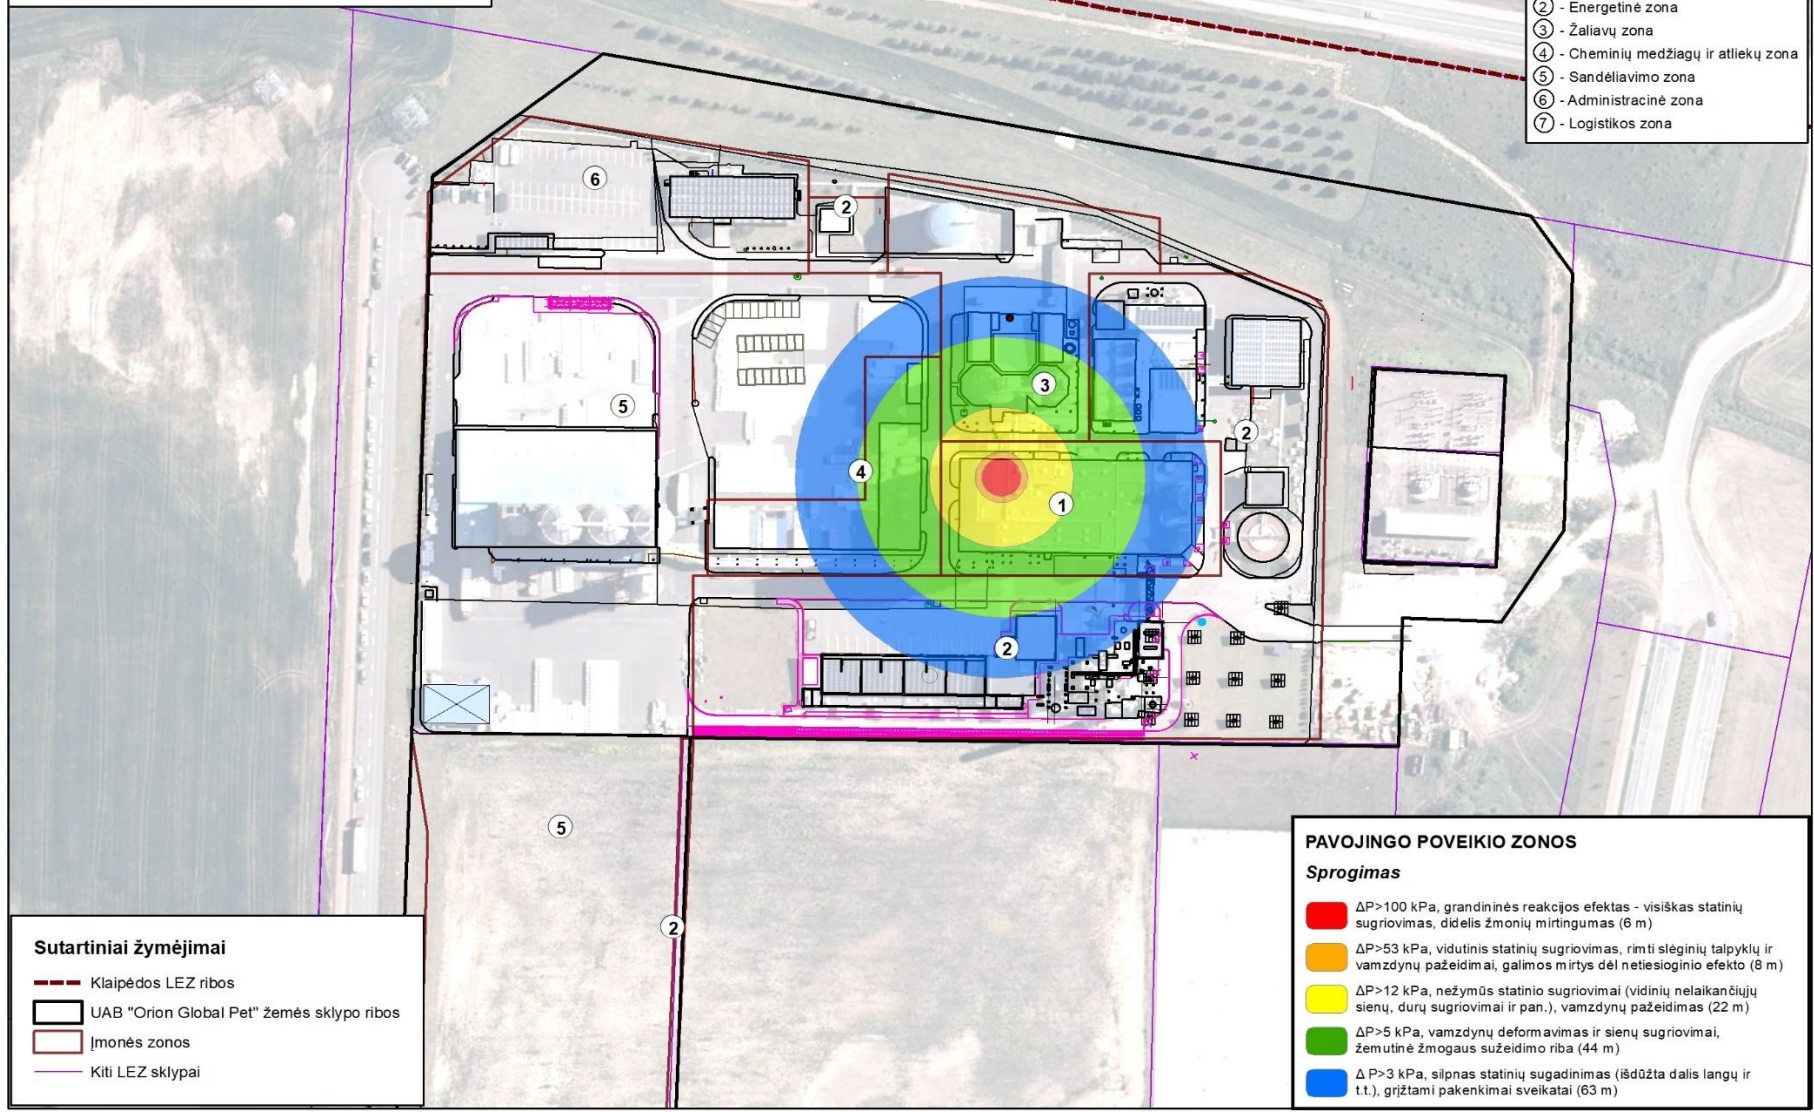 ② - Energetinė zona
③ - Žaliavų zona
④ - Cheminių medžiagų ir atliekų zona
⑤ - Sandėliavimo zona
⑥ - Administracinė zona
⑦ - Logistikos zona
6
2
3
5
2
4
1
2
5
2
PAVOJINGO POVEIKIO ZONOS
Sprogimas
ΔP>100 kPa, grandininės reakcijos efektas - visiškas statinių
sugriovimas, didelis žmonių mirtingumas (6 m)
ΔP>53 kPa, vidutinis statinių sugriovimas, rimti slėginių talpyklų ir
vamzdynų pažeidimai, galimos mirtys dėl netiesioginio efekto (8 m)
ΔP>12 kPa, nežymūs statinio sugriovimai (vidinių nelaikančiųjų
sienų, durų sugriovimai ir pan.), vamzdynų pažeidimas (22 m)
ΔP>5 kPa, vamzdynų deformavimas ir sienų sugriovimai,
žemutinė žmogaus sužeidimo riba (44 m)
Δ P>3 kPa, silpnas statinių sugadinimas (išdūžta dalis langų ir
t.t.), grįžtami pakenkimai sveikatai (63 m)
Sutartiniai žymėjimai
Klaipėdos LEZ ribos
UAB "Orion Global Pet" žemės sklypo ribos
Įmonės zonos
Kiti LEZ sklypai